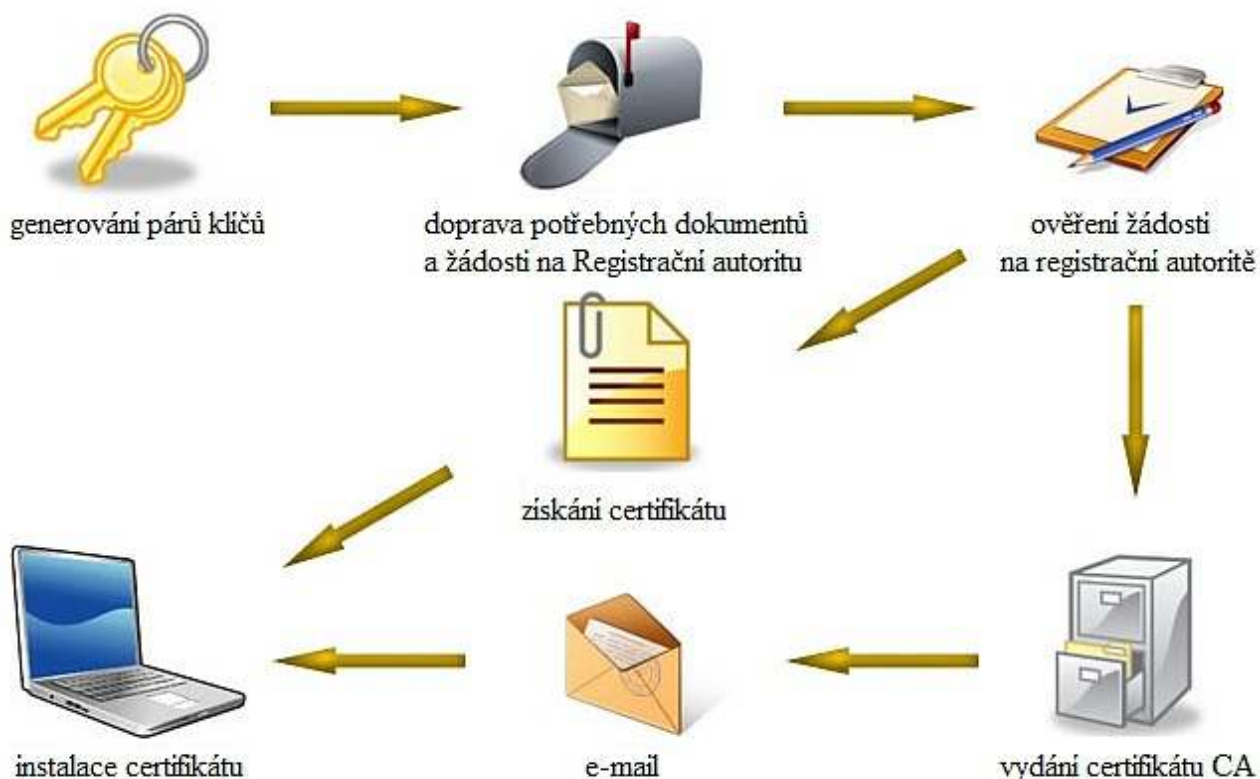 generování párů klíčů
doprava potřebných dokumentů
a žádosti na Registrační autoritu
ověření žádosti
na registrační autoritě
získání certifikátu
instalace certifikátu
e-mail
vydání certifikátu CA